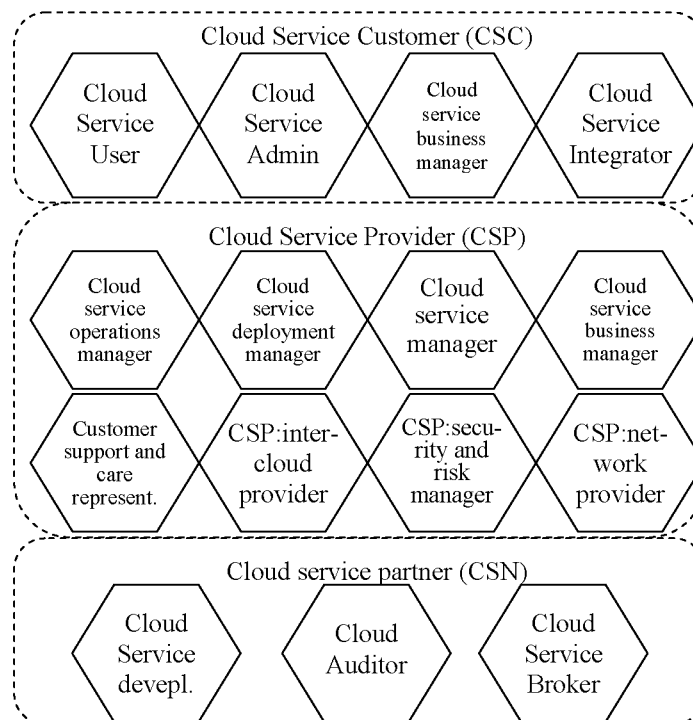 Cloud Service Customer (CSC)
Cloud
Service
User
Cloud
Service
Admin
Cloud
service
business
manager
Cloud
Service
Integrator
Cloud Service Provider (CSP)
Cloud
service
operations
manager
Cloud
service
deployment
manager
Cloud
service
manager
Cloud
service
business
manager
Customer
support and
care
represent.
CSP:inter-
cloud
provider
CSP:secu-
rity and
risk
manager
CSP:net-
work
provider
Cloud service partner (CSN)
Cloud
Service
devepl.
Cloud
Auditor
Cloud
Service
Broker